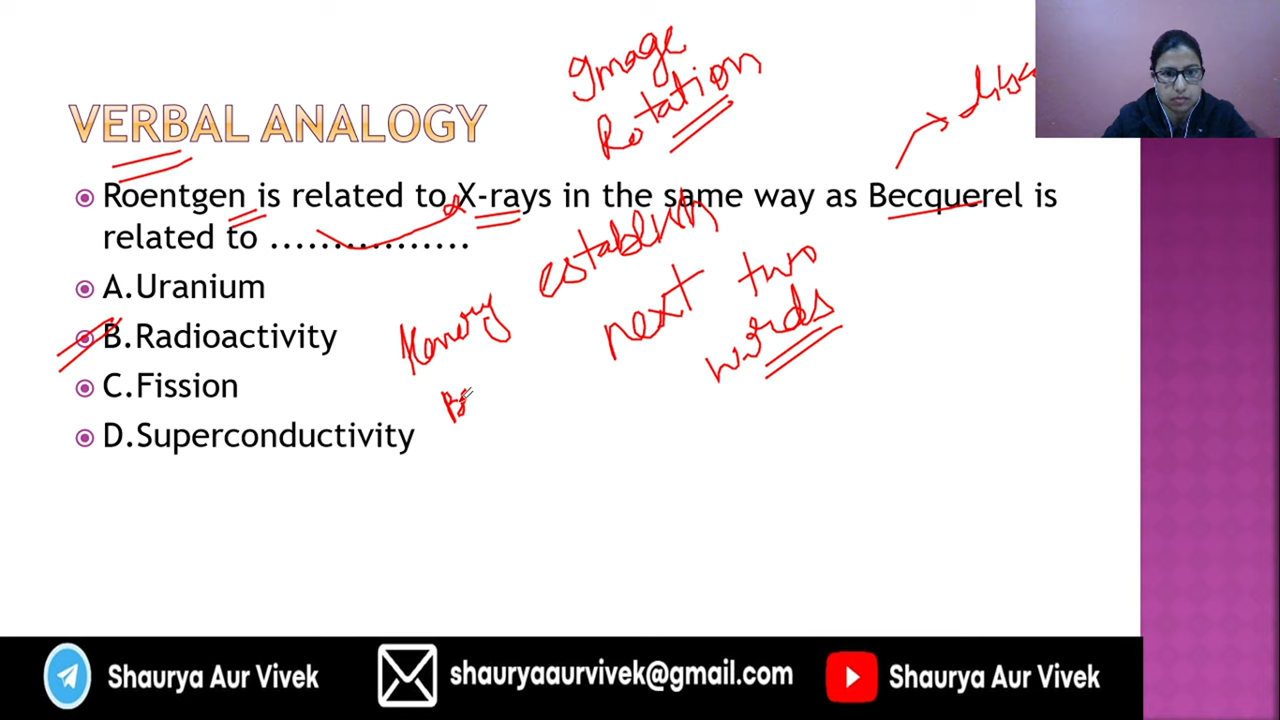 Image
Rotation
VERBAL ANALOGY
Roentgen is related to X-rays in the same way as Becquerel is
related to ................
establish
next two
words
A.Uranium
B.Radioactivity
C.Fission
D.Superconductivity
Shaurya Aur Vivek
shauryaaurvivek@gmail.com
Shaurya Aur Vivek